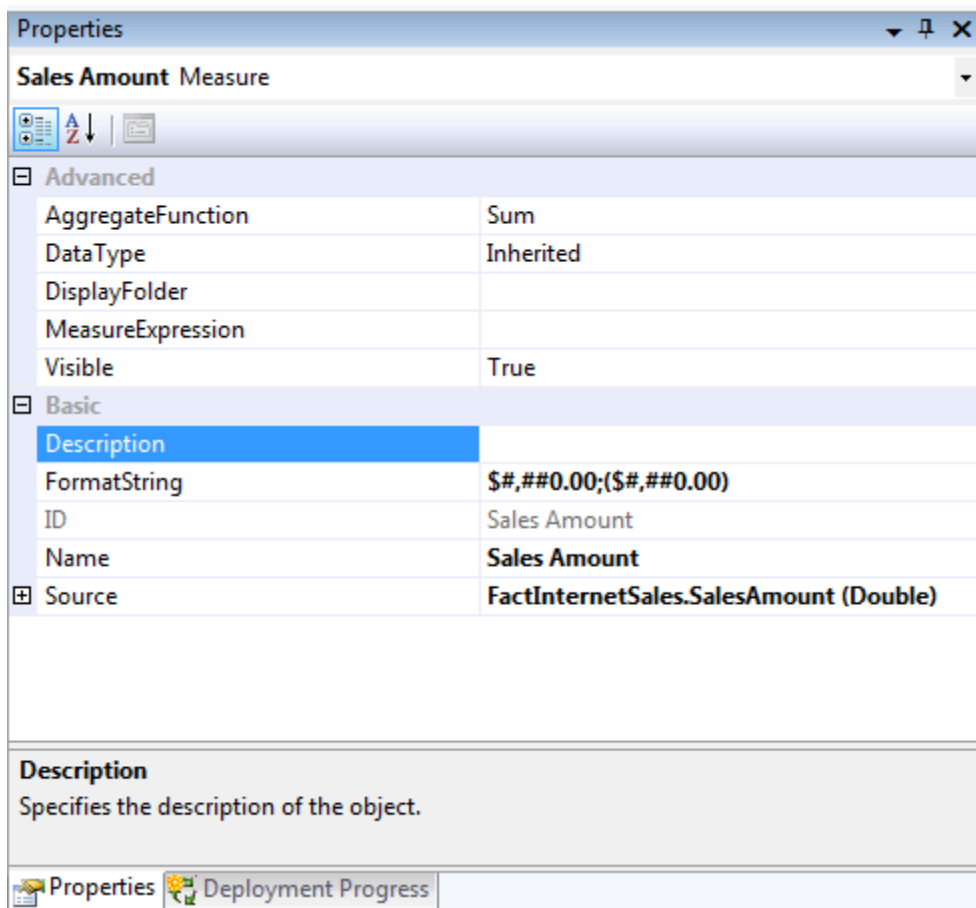 Properties
Sales Amount Measure
A
Z
Advanced
AggregateFunction Sum
DataType Inherited
DisplayFolder
MeasureExpression
Visible True
Basic
Description
FormatString $#,##0.00;($#,##0.00)
ID Sales Amount
Name Sales Amount
Source FactInternetSales.SalesAmount (Double)
Description
Specifies the description of the object.
Properties Deployment Progress